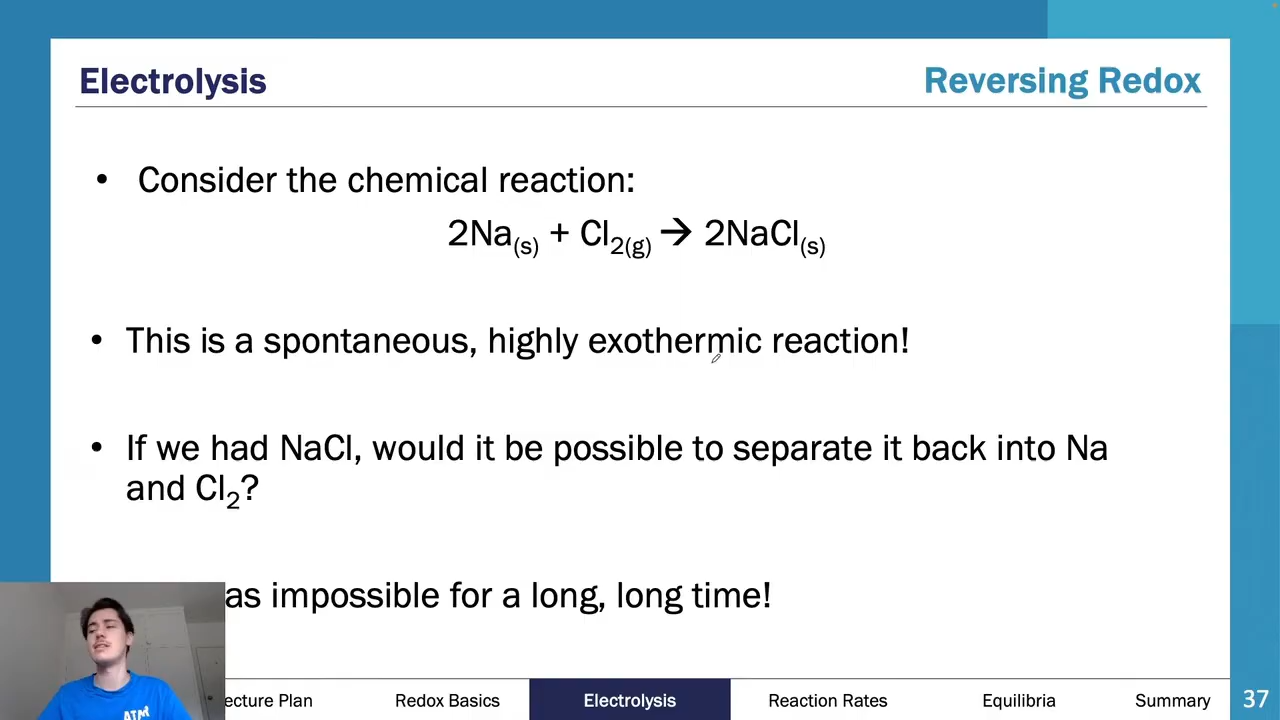 Electrolysis
Reversing Redox
• Consider the chemical reaction:
2Na(s) + Cl2(g) → 2NaCl(s)
• This is a spontaneous, highly exothermic reaction!
• If we had NaCl, would it be possible to separate it back into Na
and Cl2?
as impossible for a long, long time!
ecture Plan
Redox Basics
Electrolysis
Reaction Rates
Equilibria
Summary
37